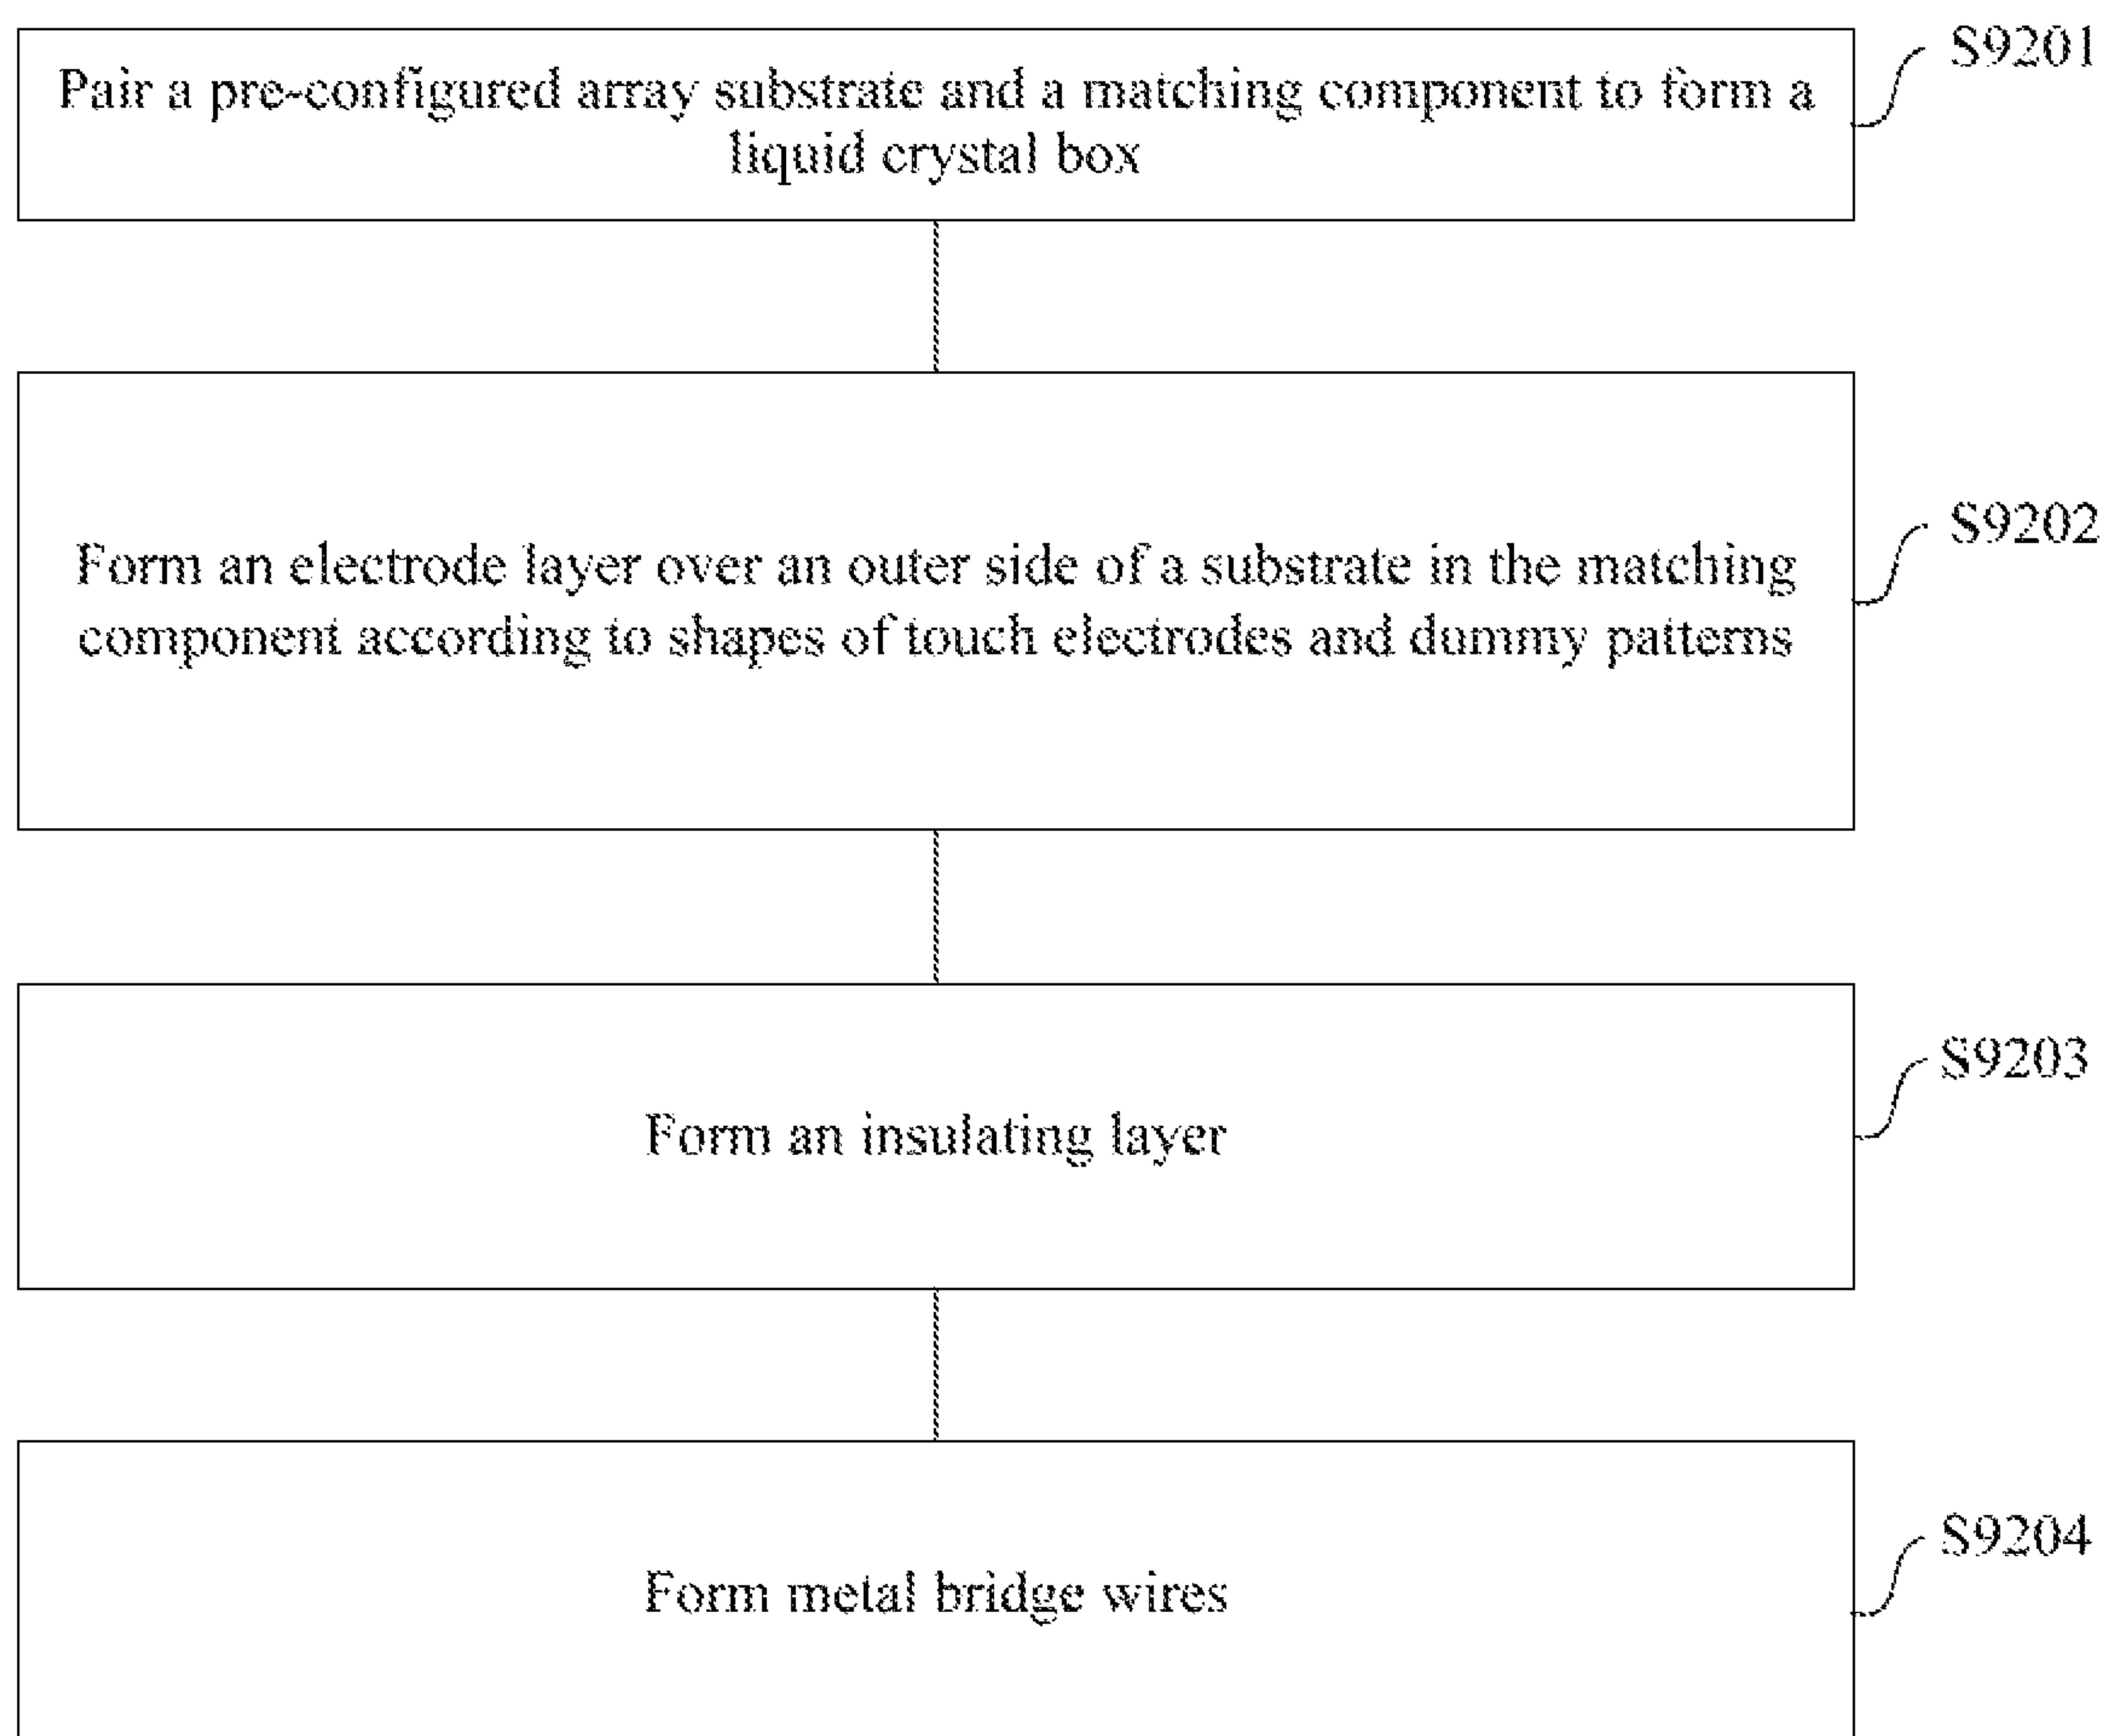 S9201
Pair a pre-configured array substrate and a matching component to form a
liquid crystal box
S9202
Form an electrode layer over an outer side of a substrate in the matching
component according to shapes of touch electrodes and dummy patterns
S9203
Form an insulating layer
S9204
Form metal bridge wires